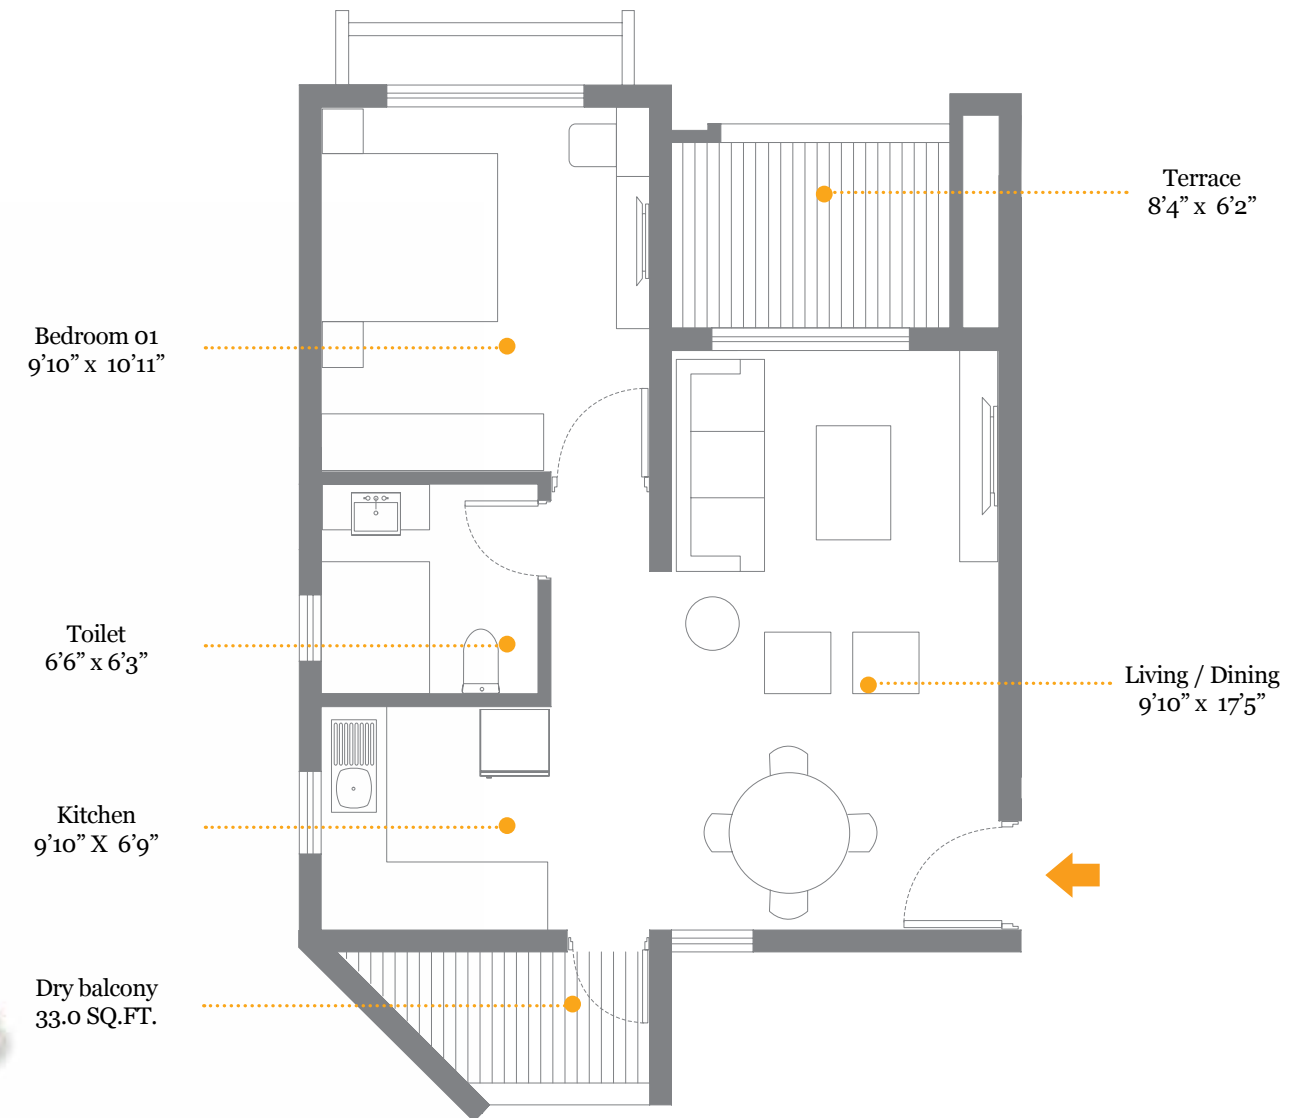 Terrace
8’4” x 6’2”
Bedroom 01
9’10” x 10’11”
Toilet
6’6” x 6’3”
Living / Dining
9’10” x 17’5”
Kitchen
9’10” X 6’9”
Dry balcony
33.0 SQ.FT.